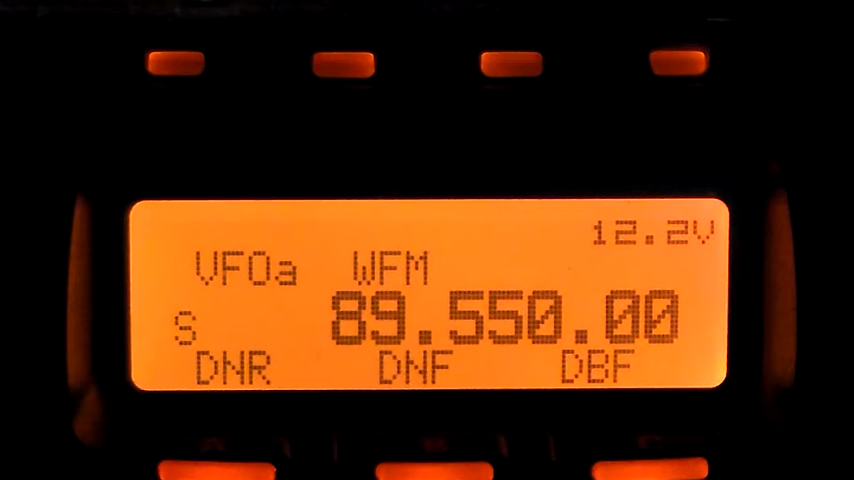 12.2V
VFOa WFM
S 89.550.00
DNR DNF DBF